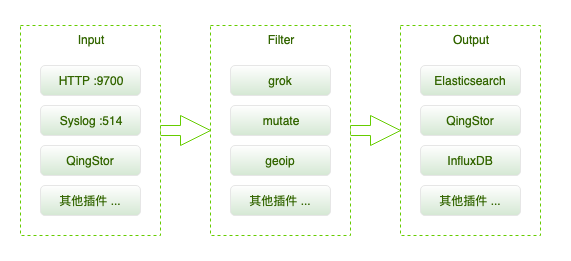 Input
HTTP :9700
Syslog :514
QingStor
其他插件 ...
Filter
grok
mutate
geoip
其他插件 ...
Output
Elasticsearch
QingStor
InfluxDB
其他插件 ...